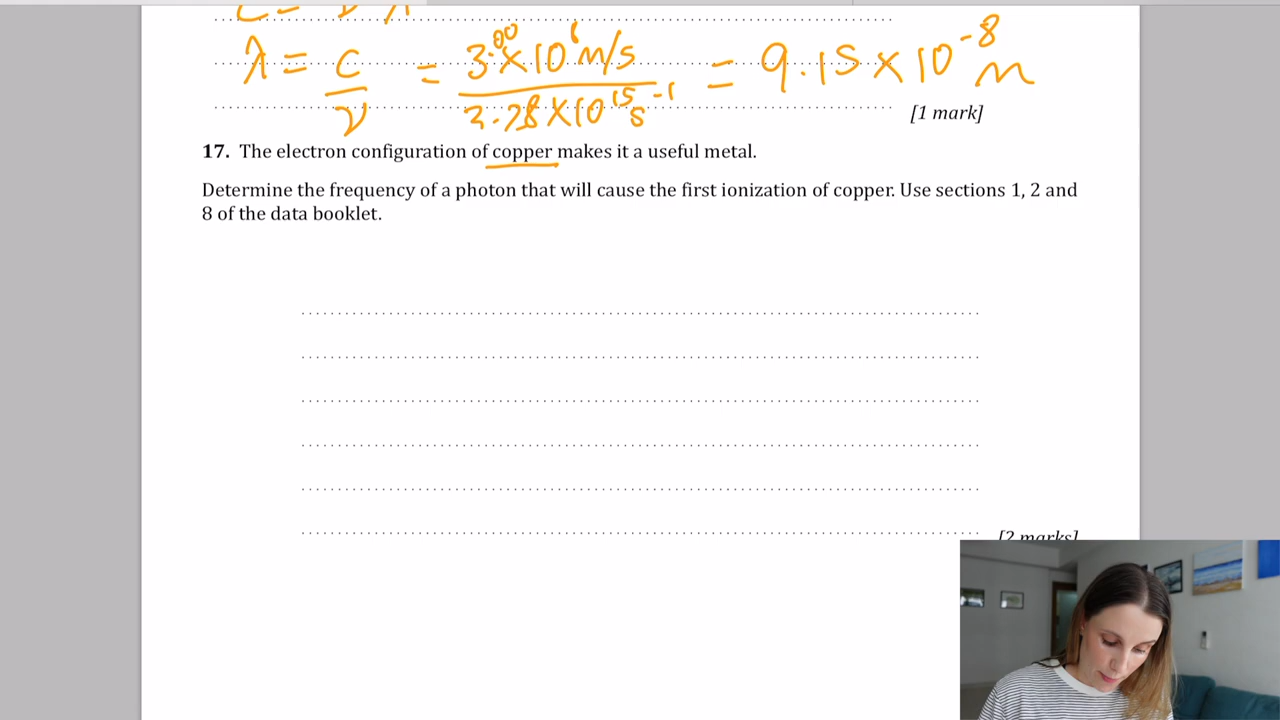 λ = c/ν = 3.00 × 10⁸ m/s / 3.28 × 10¹⁵ s⁻¹ = 9.15 × 10⁻⁸ m
[1 mark]
17. The electron configuration of copper makes it a useful metal.
Determine the frequency of a photon that will cause the first ionization of copper. Use sections 1, 2 and
8 of the data booklet.
[2 marks]